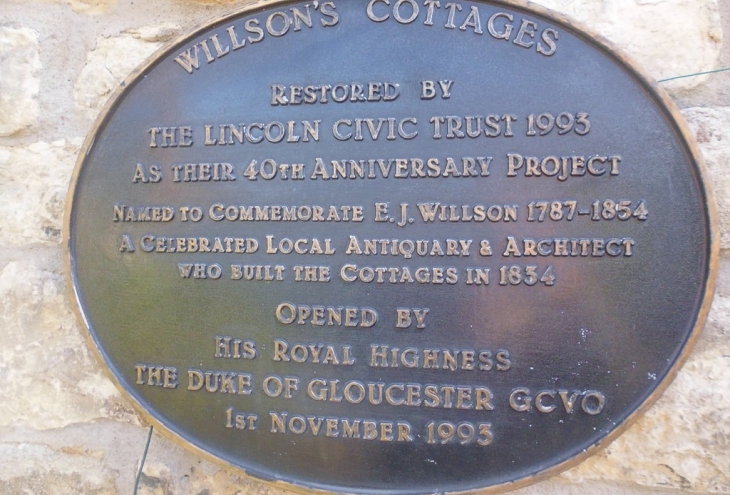 WILLSON'S COTTAGES
RESTORED BY
THE LINCOLN CIVIC TRUST 1993
AS THEIR 40TH ANNIVERSARY PROJECT
NAMED TO COMMEMORATE E.J. WILLSON 1787-1854
A CELEBRATED LOCAL ANTIQUARY & ARCHITECT
WHO BUILT THE COTTAGES IN 1834
OPENED BY
HIS ROYAL HIGHNESS
THE DUKE OF GLOUCESTER GCVO
1ST NOVEMBER 1993